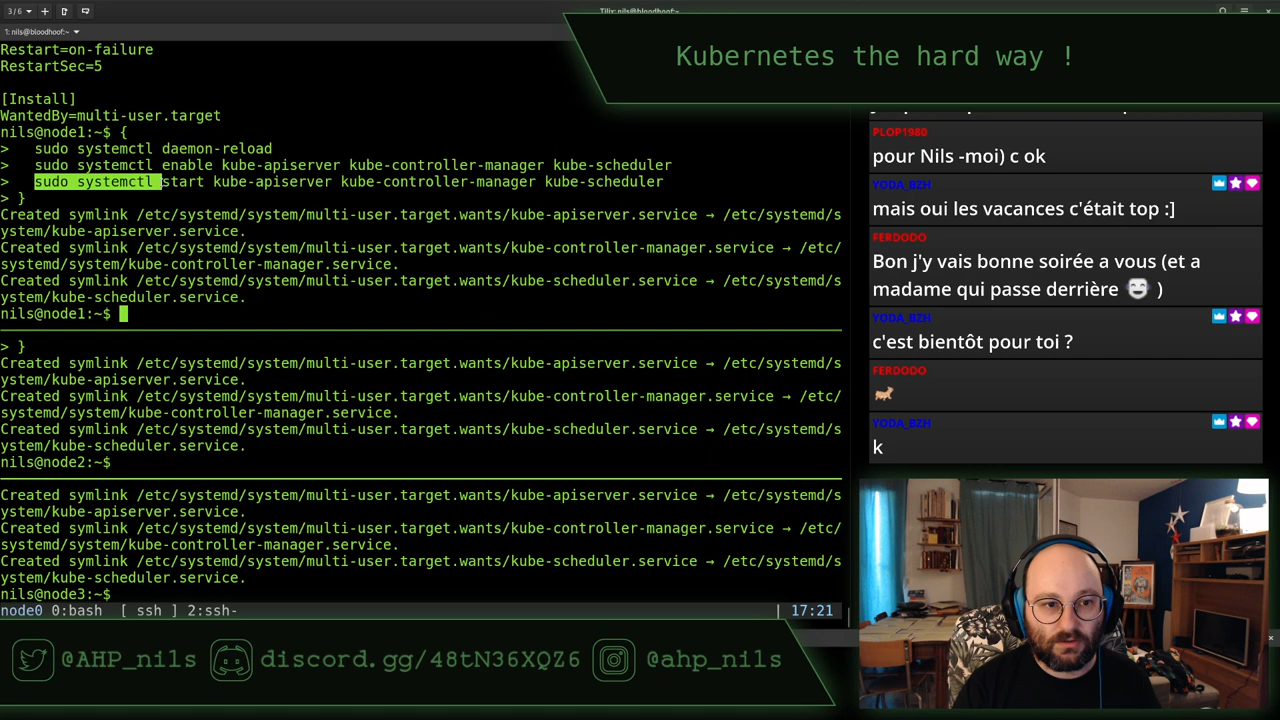 3/6
Tilix: nils@bloodhoof:~
1: nils@bloodhoof:~
Restart=on-failure
RestartSec=5
[Install]
WantedBy=multi-user.target
nils@node1:~$ {
>   sudo systemctl daemon-reload
>   sudo systemctl enable kube-apiserver kube-controller-manager kube-scheduler
>   sudo systemctl start kube-apiserver kube-controller-manager kube-scheduler
> }
Created symlink /etc/systemd/system/multi-user.target.wants/kube-apiserver.service → /etc/systemd/s
ystem/kube-apiserver.service.
Created symlink /etc/systemd/system/multi-user.target.wants/kube-controller-manager.service → /etc/
systemd/system/kube-controller-manager.service.
Created symlink /etc/systemd/system/multi-user.target.wants/kube-scheduler.service → /etc/systemd/s
ystem/kube-scheduler.service.
nils@node1:~$
> }
Created symlink /etc/systemd/system/multi-user.target.wants/kube-apiserver.service → /etc/systemd/s
ystem/kube-apiserver.service.
Created symlink /etc/systemd/system/multi-user.target.wants/kube-controller-manager.service → /etc/
systemd/system/kube-controller-manager.service.
Created symlink /etc/systemd/system/multi-user.target.wants/kube-scheduler.service → /etc/systemd/s
ystem/kube-scheduler.service.
nils@node2:~$
Created symlink /etc/systemd/system/multi-user.target.wants/kube-apiserver.service → /etc/systemd/s
ystem/kube-apiserver.service.
Created symlink /etc/systemd/system/multi-user.target.wants/kube-controller-manager.service → /etc/
systemd/system/kube-controller-manager.service.
Created symlink /etc/systemd/system/multi-user.target.wants/kube-scheduler.service → /etc/systemd/s
ystem/kube-scheduler.service.
nils@node3:~$
node0 0:bash  [ ssh ] 2:ssh-
| 17:21
Kubernetes the hard way !
PLOP1980
pour Nils -moi) c ok
YODA_BZH
mais oui les vacances c'était top :]
FERDODO
Bon j'y vais bonne soirée a vous (et a
madame qui passe derrière )
YODA_BZH
c'est bientôt pour toi ?
FERDODO
YODA_BZH
k
@AHP_nils
discord.gg/48tN36XQZ6
@ahp_nils